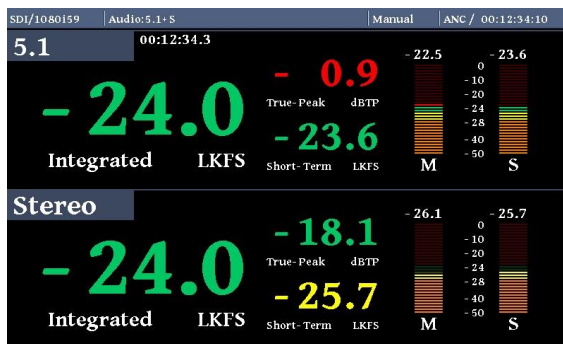 SDI/1080i59 Audio:5.1+S Manual ANC / 00:12:34:10
5.1 00:12:34.3
- 24.0
Integrated LKFS
- 0.9
True-Peak dBTP
- 23.6
Short-Term LKFS
- 22.5 - 23.6
0
- 10
- 20
- 24
- 28
- 40
- 50
M S
Stereo
- 24.0
Integrated LKFS
- 18.1
True-Peak dBTP
- 25.7
Short-Term LKFS
- 26.1 - 25.7
0
- 10
- 20
- 24
- 28
- 40
- 50
M S